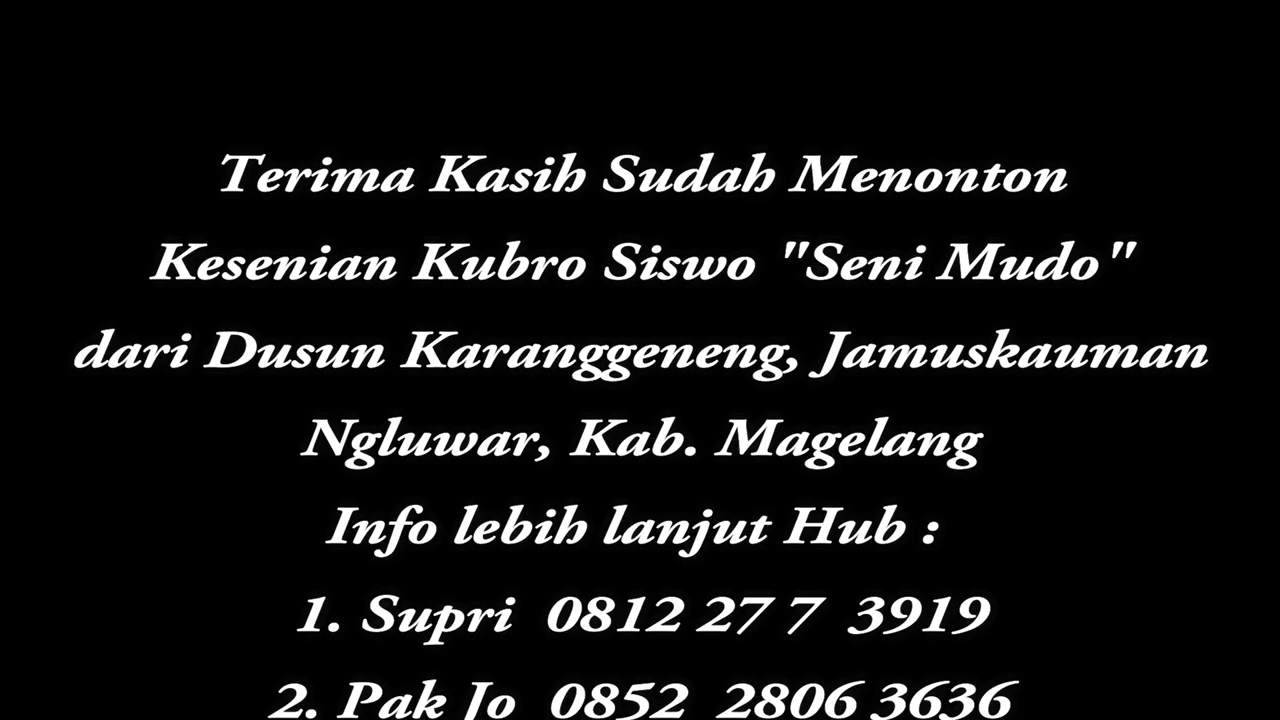 Terima Kasih Sudah Menonton
Kesenian Kubro Siswo "Seni Mudo"
dari Dusun Karanggeneng, Jamuskauman
Ngluwar, Kab. Magelang
Info lebih lanjut Hub :
1. Supri 0812 27 7 3919
2. Pak Jo 0852 2806 3636